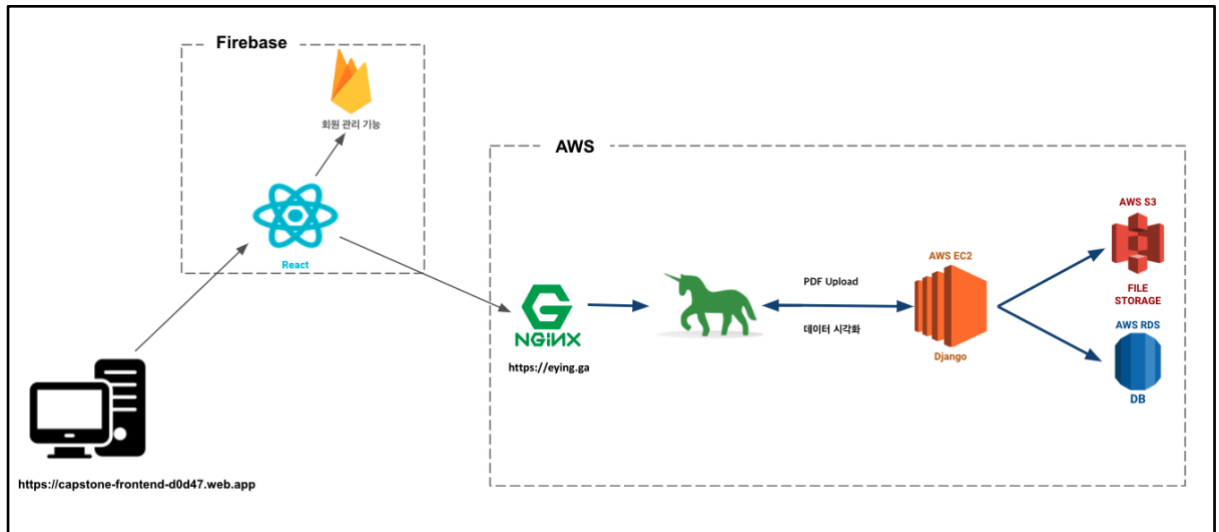 Firebase
회원 관리 기능
React
AWS
NGiNX
https://eying.ga
PDF Upload
데이터 시각화
AWS EC2
Django
AWS S3
FILE
STORAGE
AWS RDS
DB
https://capstone-frontend-d0d47.web.app